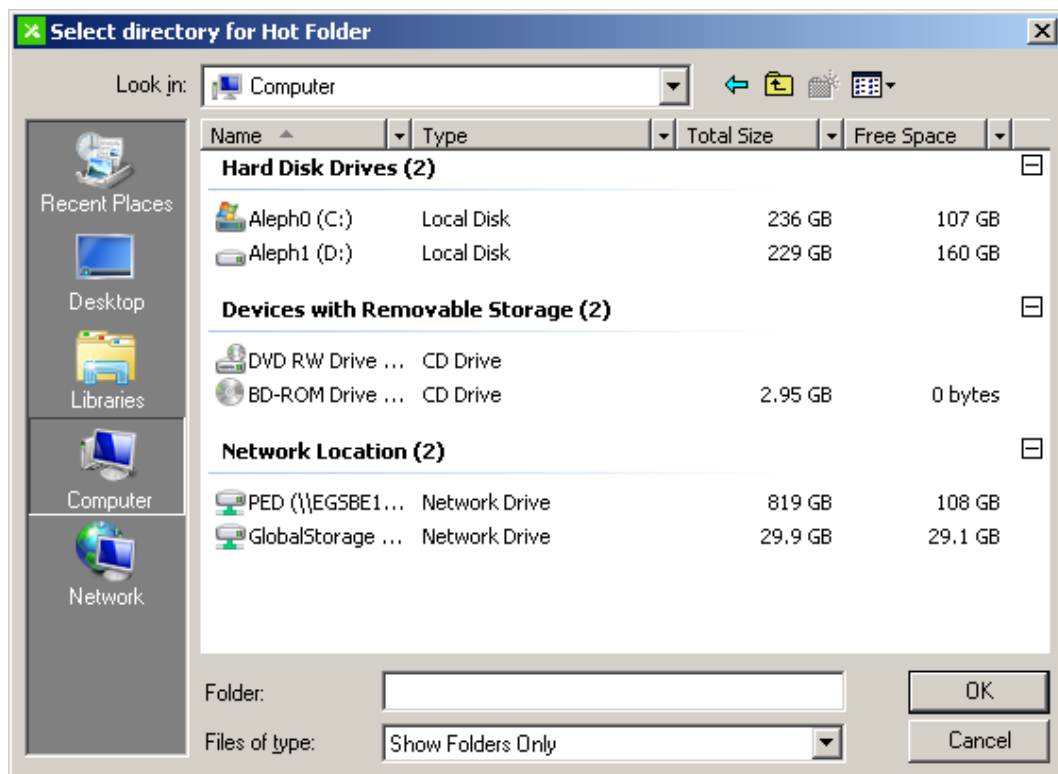 Select directory for Hot Folder
Look in: Computer
Name Type Total Size Free Space
Hard Disk Drives (2)
Aleph0 (C:) Local Disk 236 GB 107 GB
Aleph1 (D:) Local Disk 229 GB 160 GB
Devices with Removable Storage (2)
DVD RW Drive ... CD Drive
BD-ROM Drive ... CD Drive 2.95 GB 0 bytes
Network Location (2)
PED (\\EGSBE1... Network Drive 819 GB 108 GB
GlobalStorage ... Network Drive 29.9 GB 29.1 GB
Recent Places
Desktop
Libraries
Computer
Network
Folder: OK
Files of type: Show Folders Only Cancel